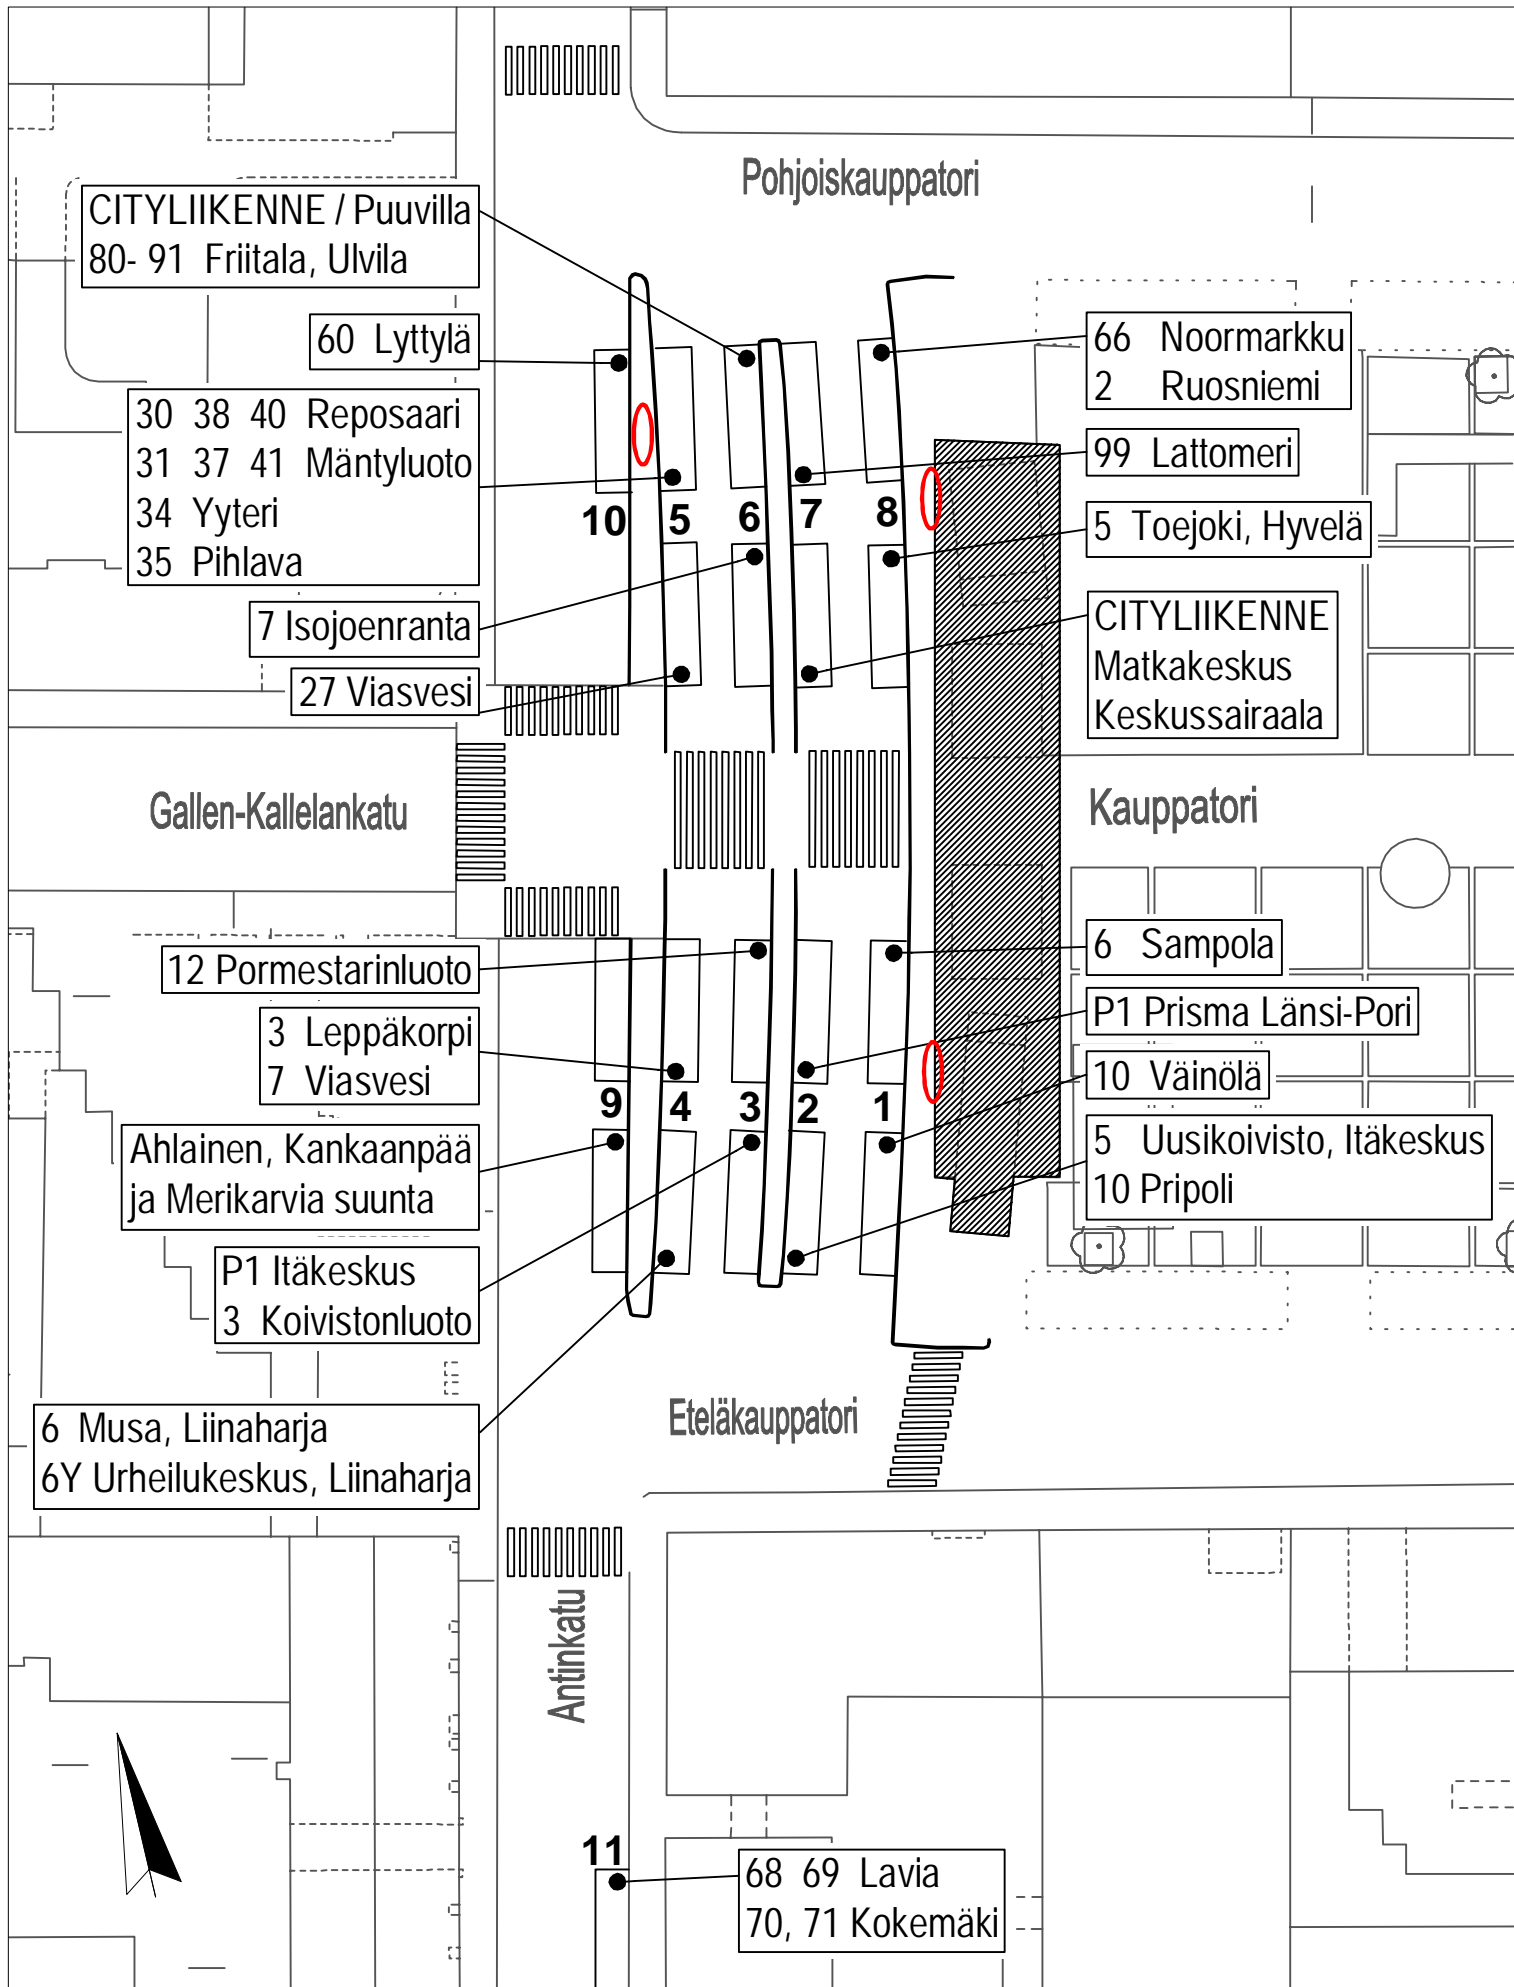 Pohjoiskauppatori
CITYLIIKENNE / Puuvilla
80- 91 Friitala, Ulvila
60 Lyttylä
30 38 40 Reposaari
31 37 41 Mäntyluoto
34 Yyteri
35 Pihlava
7 Isojoenranta
27 Viasvesi
66 Noormarkku
2 Ruosniemi
99 Lattomeri
5 Toejoki, Hyvelä
CITYLIIKENNE
Matkakeskus
Keskussairaala
10 5 6 7 8
Gallen-Kallelankatu
Kauppatori
12 Pormestarinluoto
3 Leppäkorpi
7 Viasvesi
Ahlainen, Kankaanpää
ja Merikarvia suunta
P1 Itäkeskus
3 Koivistonluoto
6 Musa, Liinaharja
6Y Urheilukeskus, Liinaharja
9 4 3 2 1
6 Sampola
P1 Prisma Länsi-Pori
10 Väinölä
5 Uusikoivisto, Itäkeskus
10 Pripoli
Eteläkauppatori
Antinkatu
11
68 69 Lavia
70, 71 Kokemäki